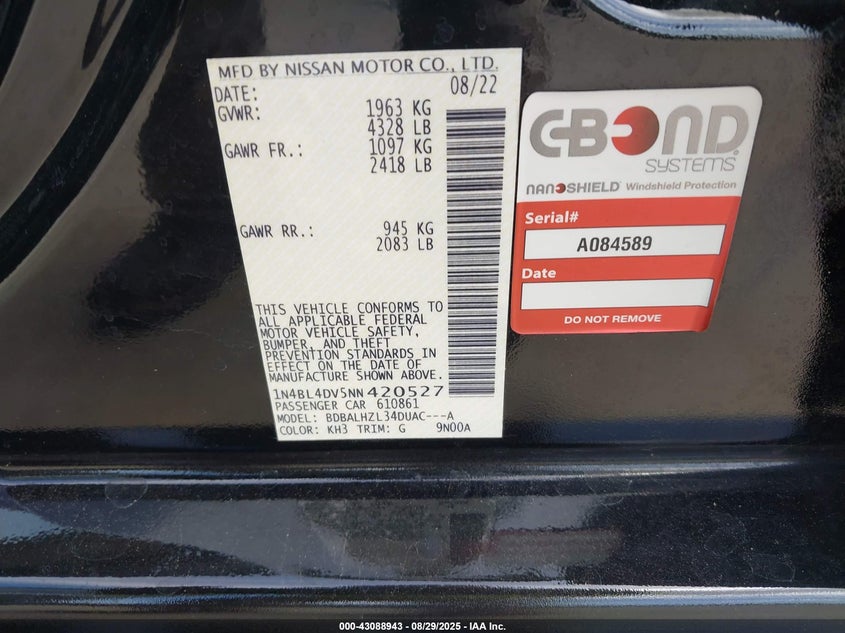 MFD BY NISSAN MOTOR CO., LTD.
DATE: 08/22
GVWR: 1963 KG
4328 LB
GAWR FR.: 1097 KG
2418 LB
GAWR RR.: 945 KG
2083 LB
THIS VEHICLE CONFORMS TO
ALL APPLICABLE FEDERAL
MOTOR VEHICLE SAFETY,
BUMPER, AND THEFT
PREVENTION STANDARDS IN
EFFECT ON THE DATE OF
MANUFACTURE SHOWN ABOVE.
1N4BL4DV5NN420527
PASSENGER CAR 610861
MODEL: BDBALHZL34DUAC---A
COLOR: KH3 TRIM: G 9N00A
C-BOND
SYSTEMS
NANOSHIELD Windshield Protection
Serial#
A084589
Date
DO NOT REMOVE
000-43088943 - 08/29/2025 - IAA Inc.